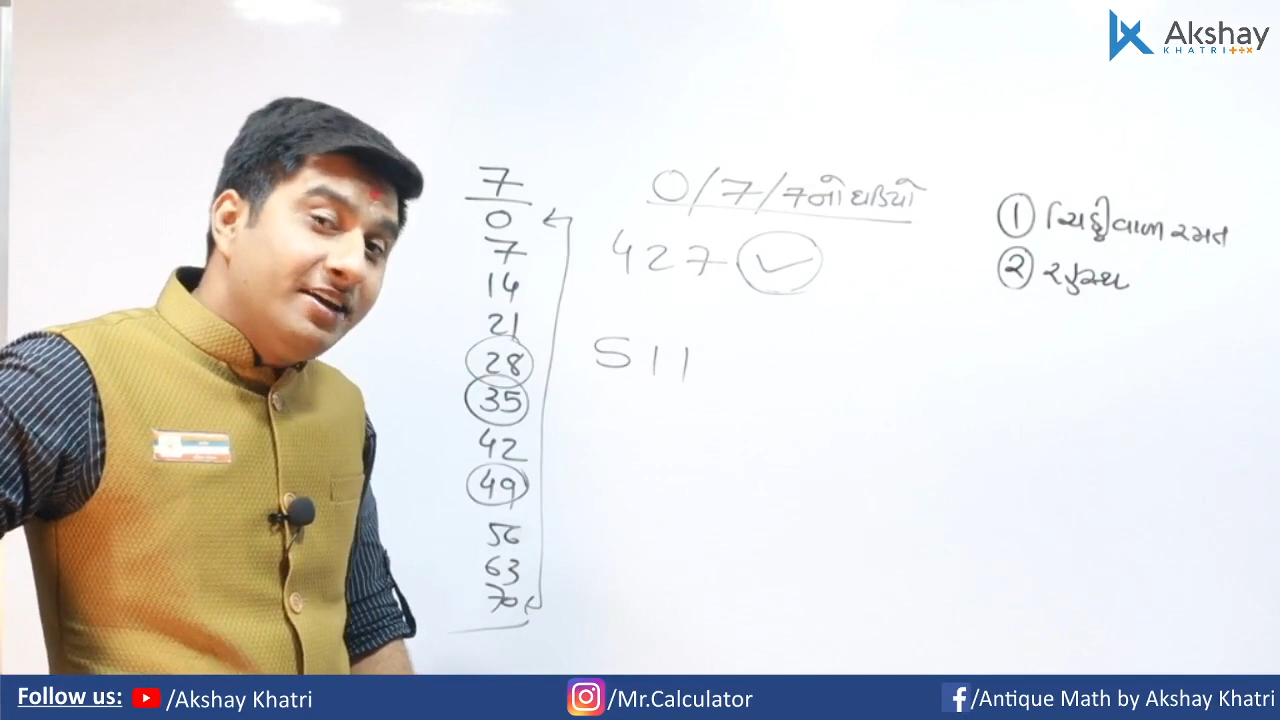 Akshay
KHATRI
7
0
7
14
21
28
35
42
49
56
63
70
0/7/7નો ઘડિયો
427 ✓
511
① ચિઠ્ઠીવાળ રમત
②
Follow us:
/Akshay Khatri
/Mr.Calculator
/Antique Math by Akshay Khatri